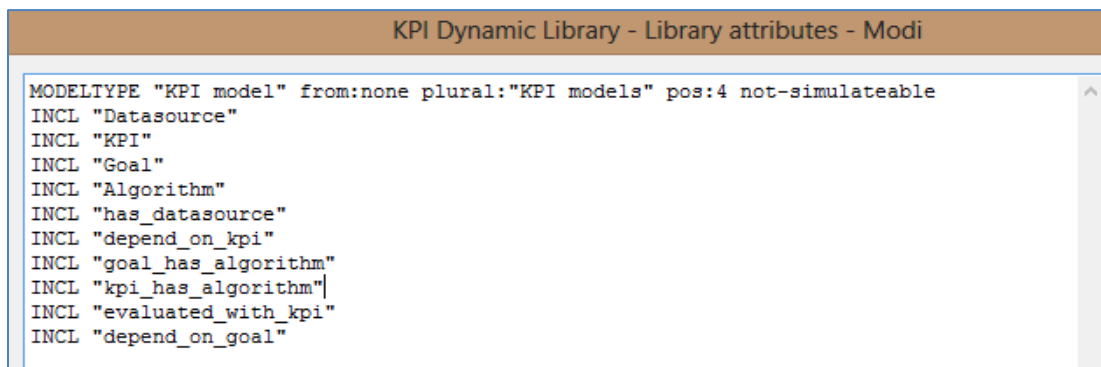 KPI Dynamic Library - Library attributes - Modi
MODELTYPE "KPI model" from:none plural:"KPI models" pos:4 not-simulateable
INCL "Datasource"
INCL "KPI"
INCL "Goal"
INCL "Algorithm"
INCL "has_datasource"
INCL "depend_on_kpi"
INCL "goal_has_algorithm"
INCL "kpi_has_algorithm"
INCL "evaluated_with_kpi"
INCL "depend_on_goal"